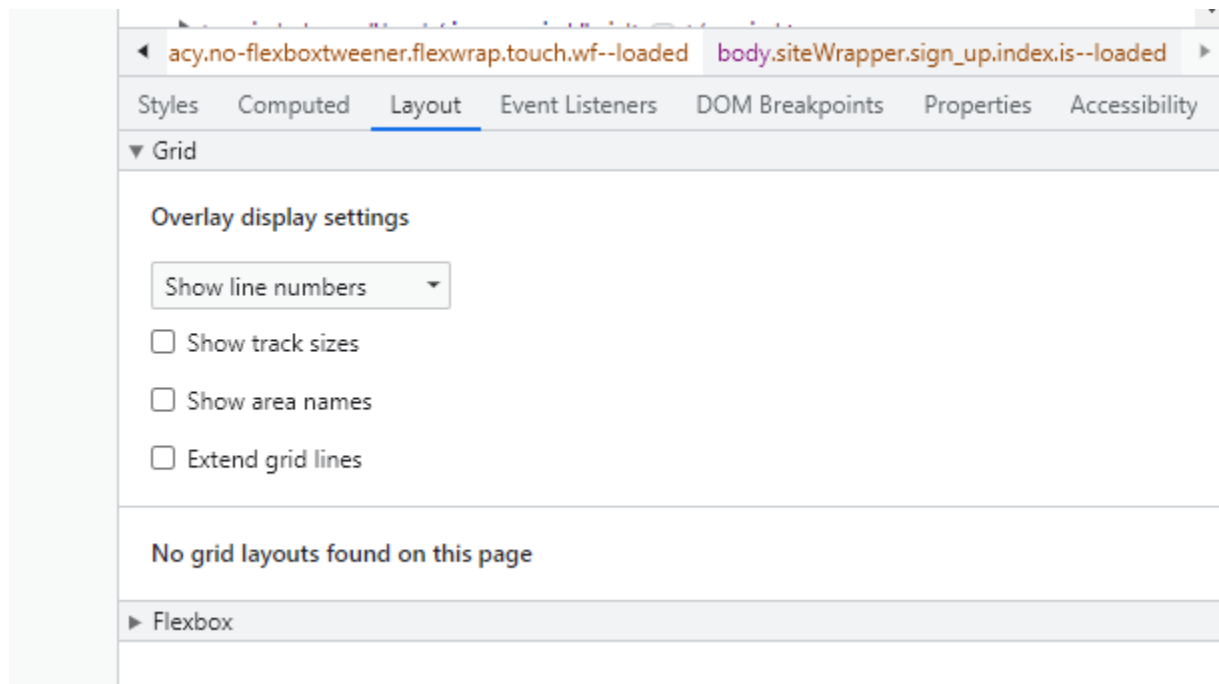 acy.no-flexboxtweener.flexwrap.touch.wf--loaded body.siteWrapper.sign_up.index.is--loaded
Styles Computed Layout Event Listeners DOM Breakpoints Properties Accessibility
Grid
Overlay display settings
Show line numbers
Show track sizes
Show area names
Extend grid lines
No grid layouts found on this page
Flexbox